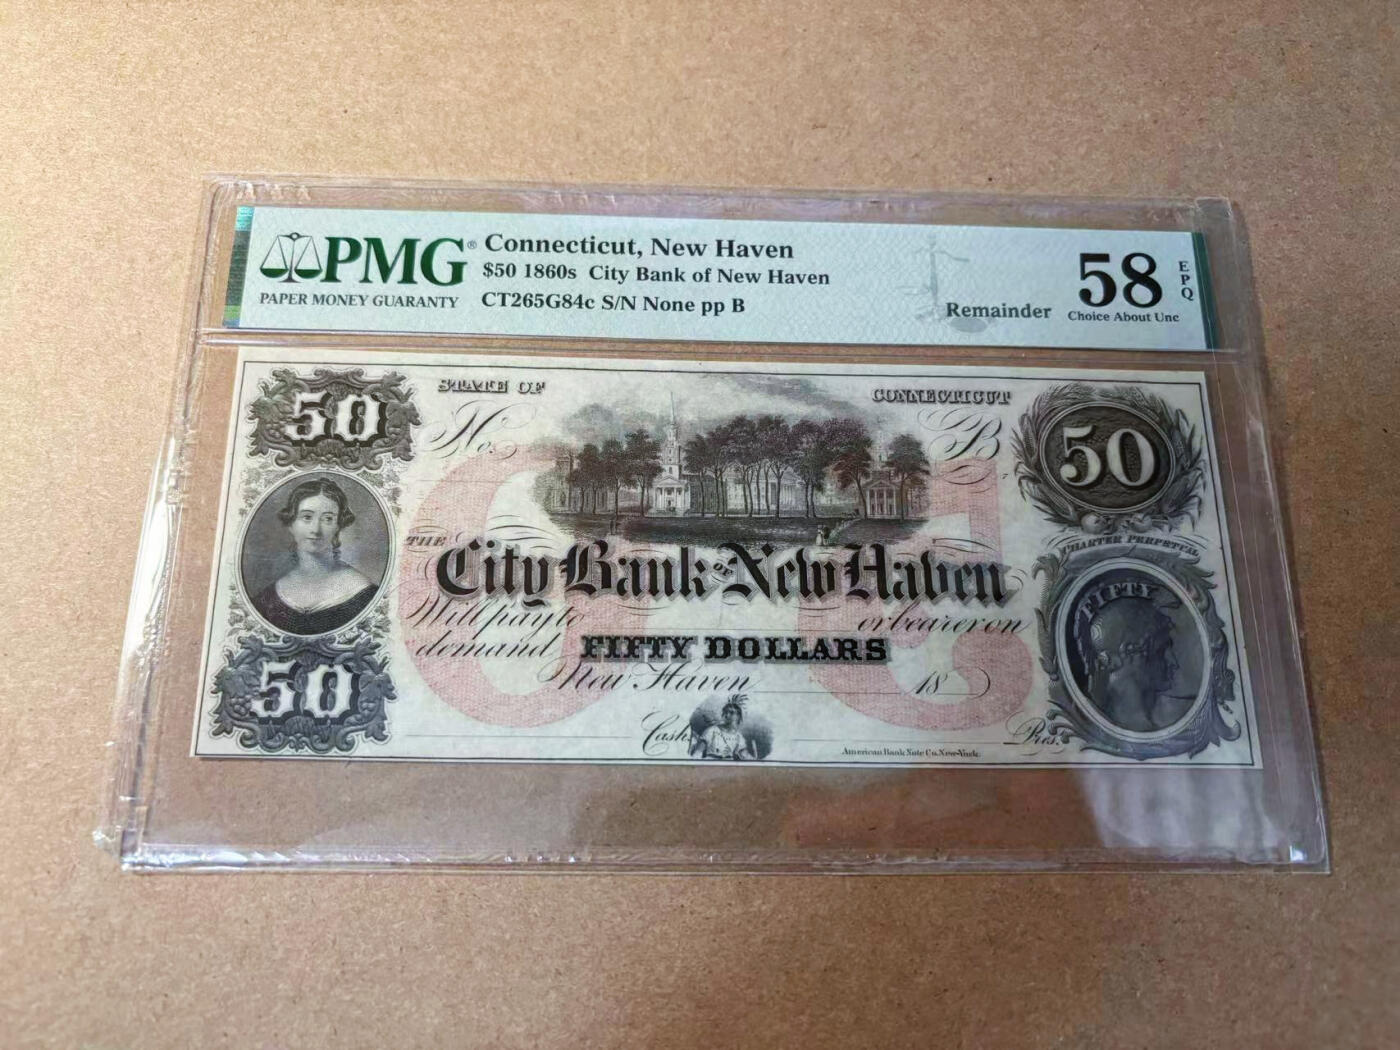 PMG®
PAPER MONEY GUARANTY
Connecticut, New Haven
$50 1860s City Bank of New Haven
CT265G84c S/N None pp B
Remainder
58
EPQ
Choice About Unc
50
STATE OF
CONNECTICUT
50
No.
B
CHARTER PERPETUAL
THE City Bank OF New Haven
FIFTY
Will pay to
or bearer on
demand FIFTY DOLLARS
New Haven 18
50
Cash.
Pres.
American Bank Note Co. New-York.